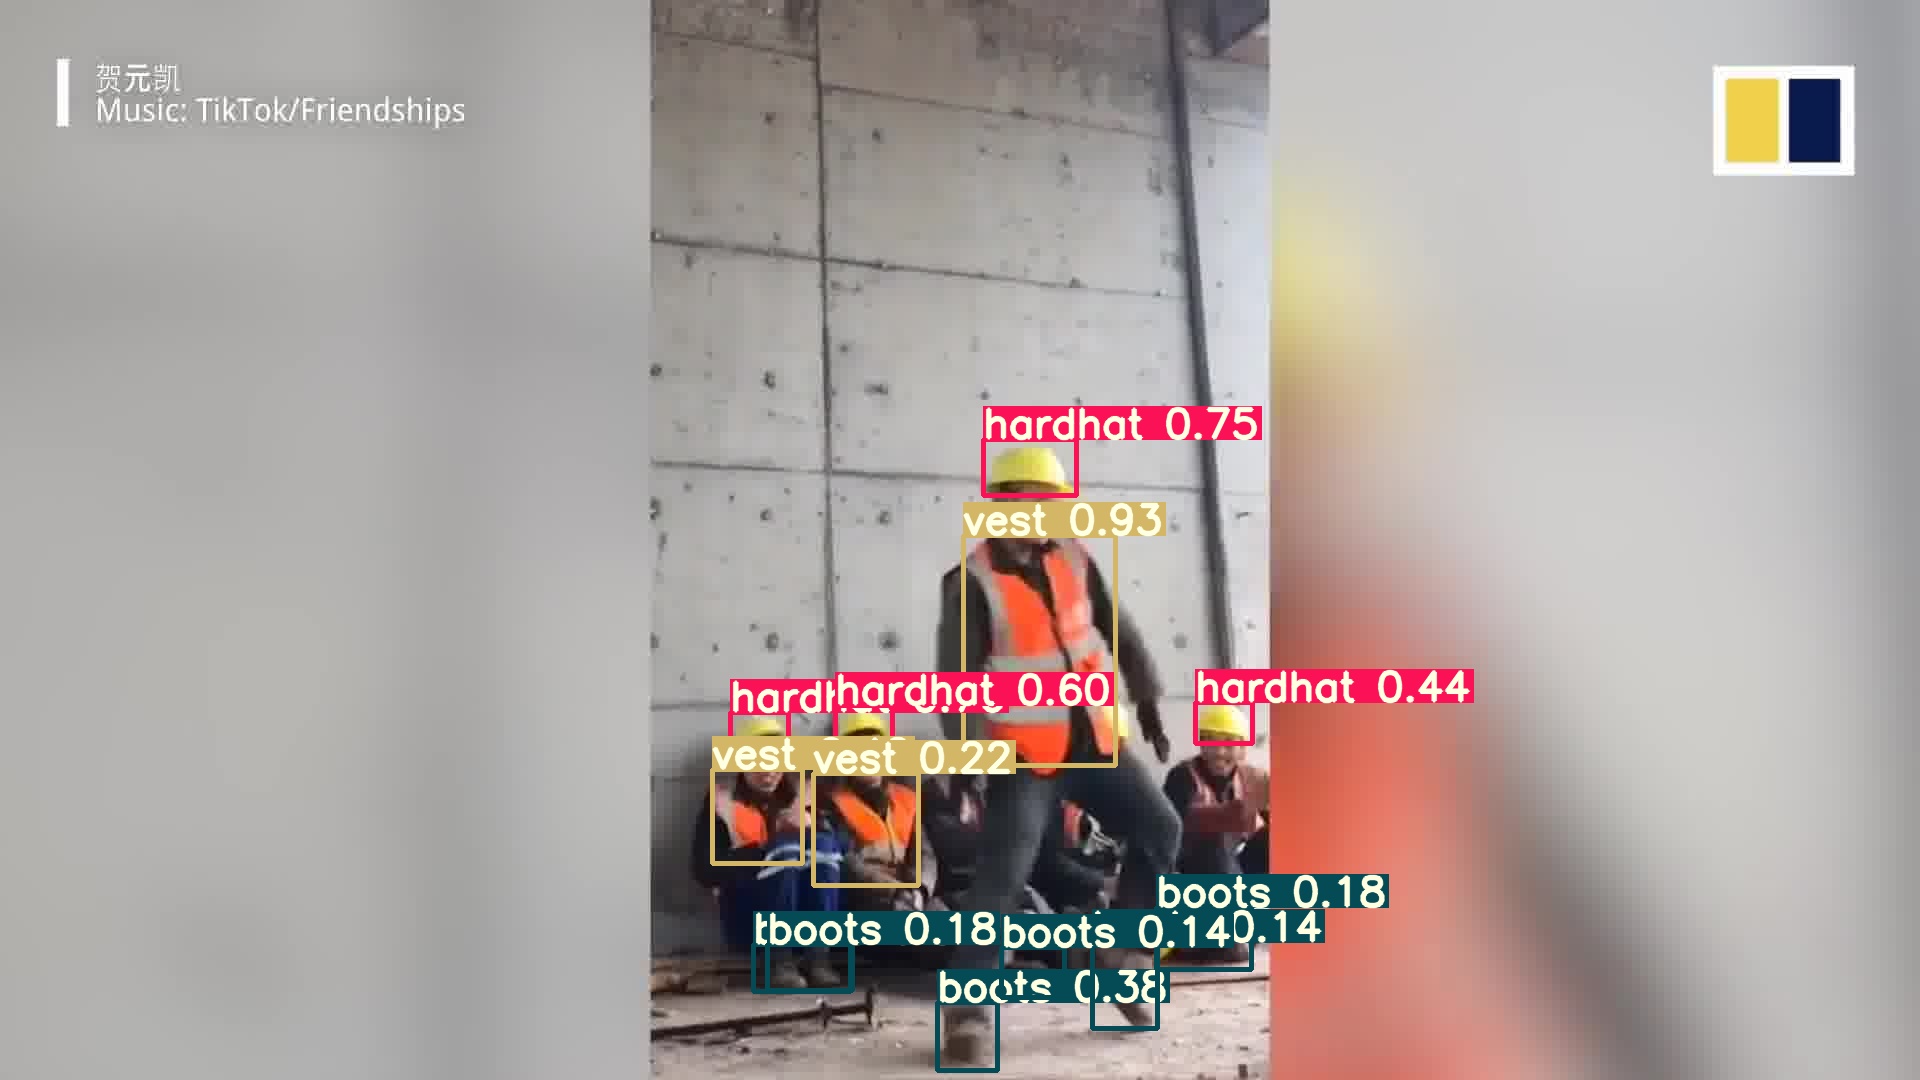 贺元凯
Music: TikTok/Friendships
hardhat 0.75
vest 0.93
hardhat 0.60
hardhat 0.44
vest
vest 0.22
boots 0.18
boots 0.18
boots 0.14
0.14
boots 0.38